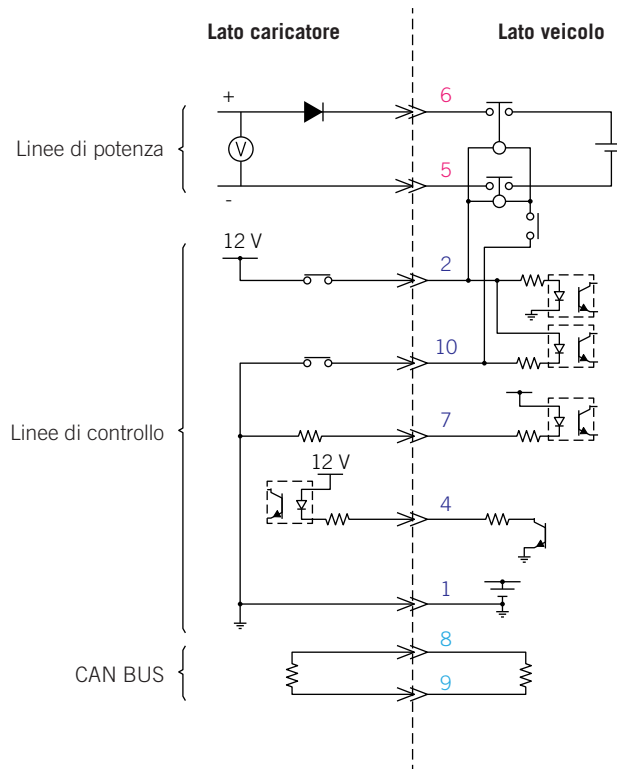 Lato caricatore
Lato veicolo
+
6
Linee di potenza
V
5
-
12 V
2
10
Linee di controllo
7
12 V
4
1
8
CAN BUS
9